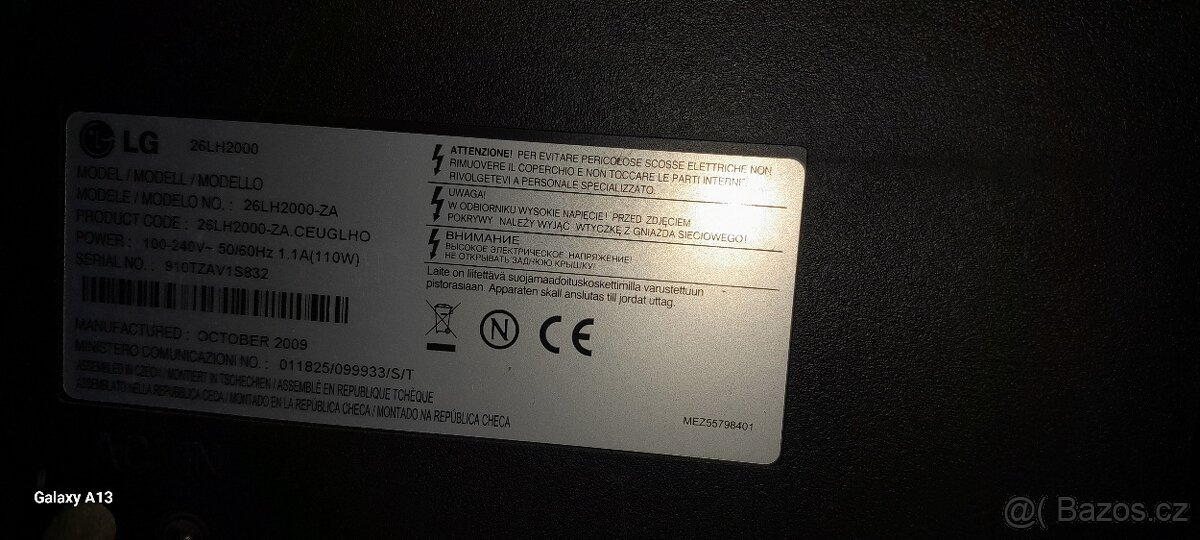 LG 26LH2000
MODEL / MODELL / MODELLO
MODELE / MODELO NO. : 26LH2000-ZA
PRODUCT CODE : 26LH2000-ZA.CEUGLHO
POWER : 100-240V~ 50/60Hz 1.1A(110W)
SERIAL NO. : 910TZAV1S832
MANUFACTURED : OCTOBER 2009
MINISTERO COMUNICAZIONI NO. : 011825/099933/S/T
ASSEMBLED IN CZECH / MONTIERT IN TSCHECHIEN / ASSEMBLÉ EN REPUBLIQUE TCHÈQUE
ASSEMBLATO NELLA REPUBBLICA CECA / MONTADO EN LA REPÚBLICA CHECA / MONTADO NA REPÚBLICA CHECA
ATTENZIONE! PER EVITARE PERICOLOSE SCOSSE ELETTRICHE NON
RIMUOVERE IL COPERCHIO E NON TOCCARE LE PARTI INTERNE.
RIVOLGETEVI A PERSONALE SPECIALIZZATO.
UWAGA!
W ODBIORNIKU WYSOKIE NAPIĘCIE! PRZED ZDJĘCIEM
POKRYWY NALEŻY WYJĄĆ WTYCZKĘ Z GNIAZDA SIECIOWEGO!
ВНИМАНИЕ
ВЫСОКОЕ ЭЛЕКТРИЧЕСКОЕ НАПРЯЖЕНИЕ!
НЕ ОТКРЫВАТЬ ЗАДНЮЮ КРЫШКУ!
Laite on liitettävä suojamaadoituskoskettimilla varustettuun
pistorasiaan. Apparaten skall anslutas till jordat uttag.
N CE
MEZ55798401
Galaxy A13
@( Bazos.cz